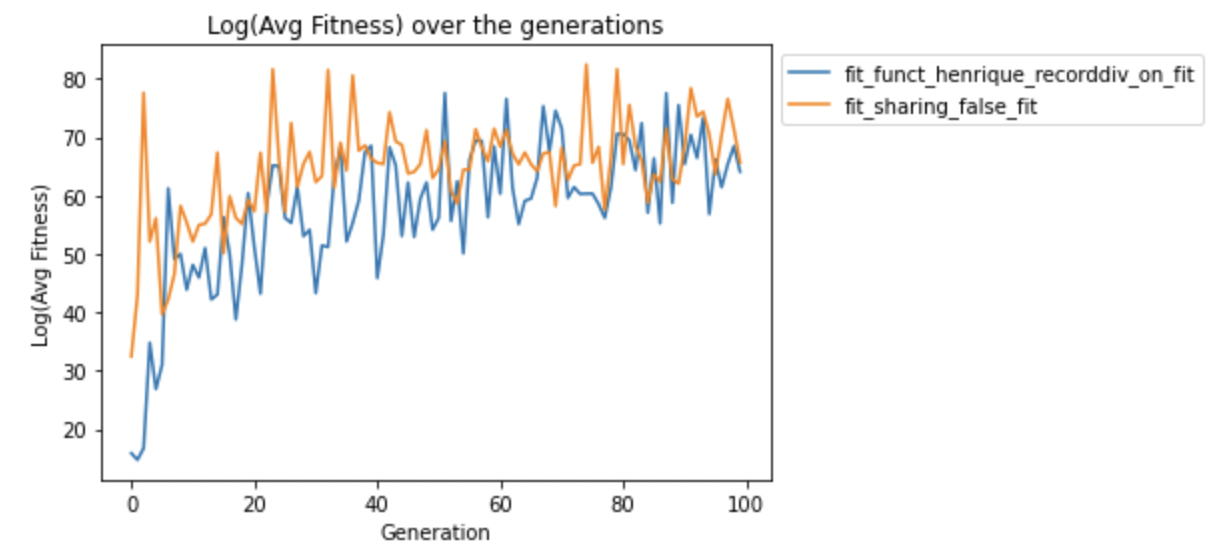 Log(Avg Fitness) over the generations
80
70
60
50
40
30
20
Log(Avg Fitness)
0 20 40 60 80 100
Generation
fit_funct_henrique_recorddiv_on_fit
fit_sharing_false_fit